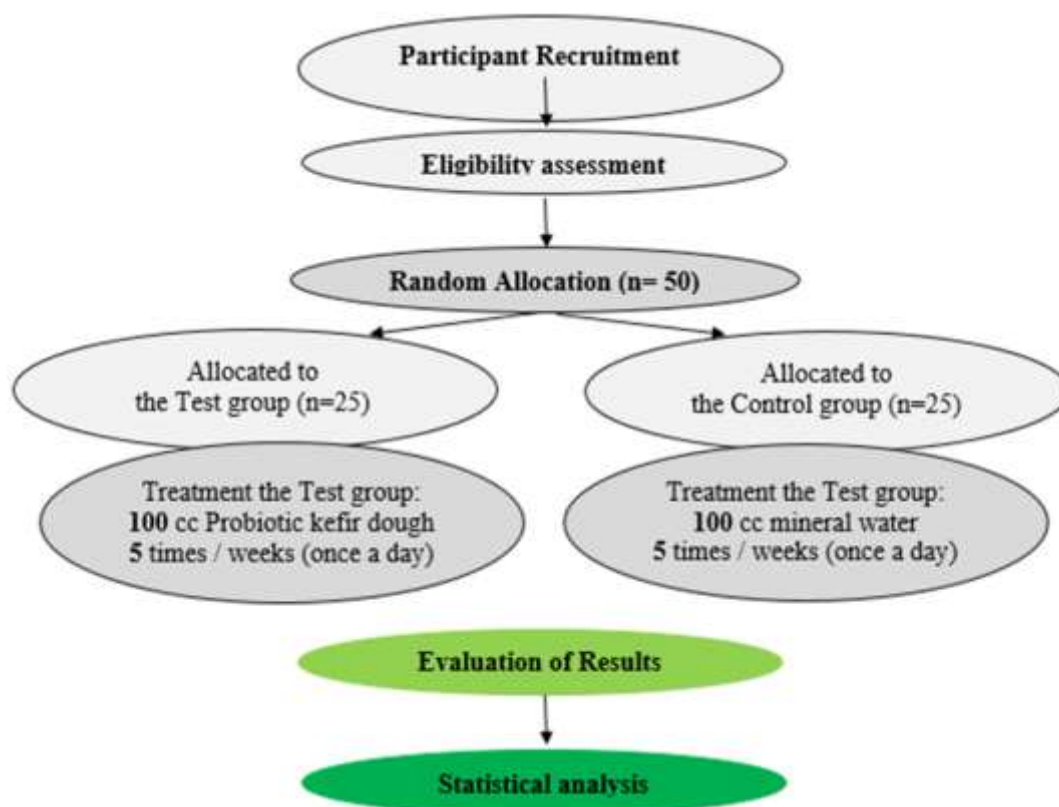 Participant Recruitment
Eligibility assessment
Random Allocation (n= 50)
Allocated to
the Test group (n=25)
Allocated to
the Control group (n=25)
Treatment the Test group:
100 cc Probiotic kefir dough
5 times / weeks (once a day)
Treatment the Test group:
100 cc mineral water
5 times / weeks (once a day)
Evaluation of Results
Statistical analysis